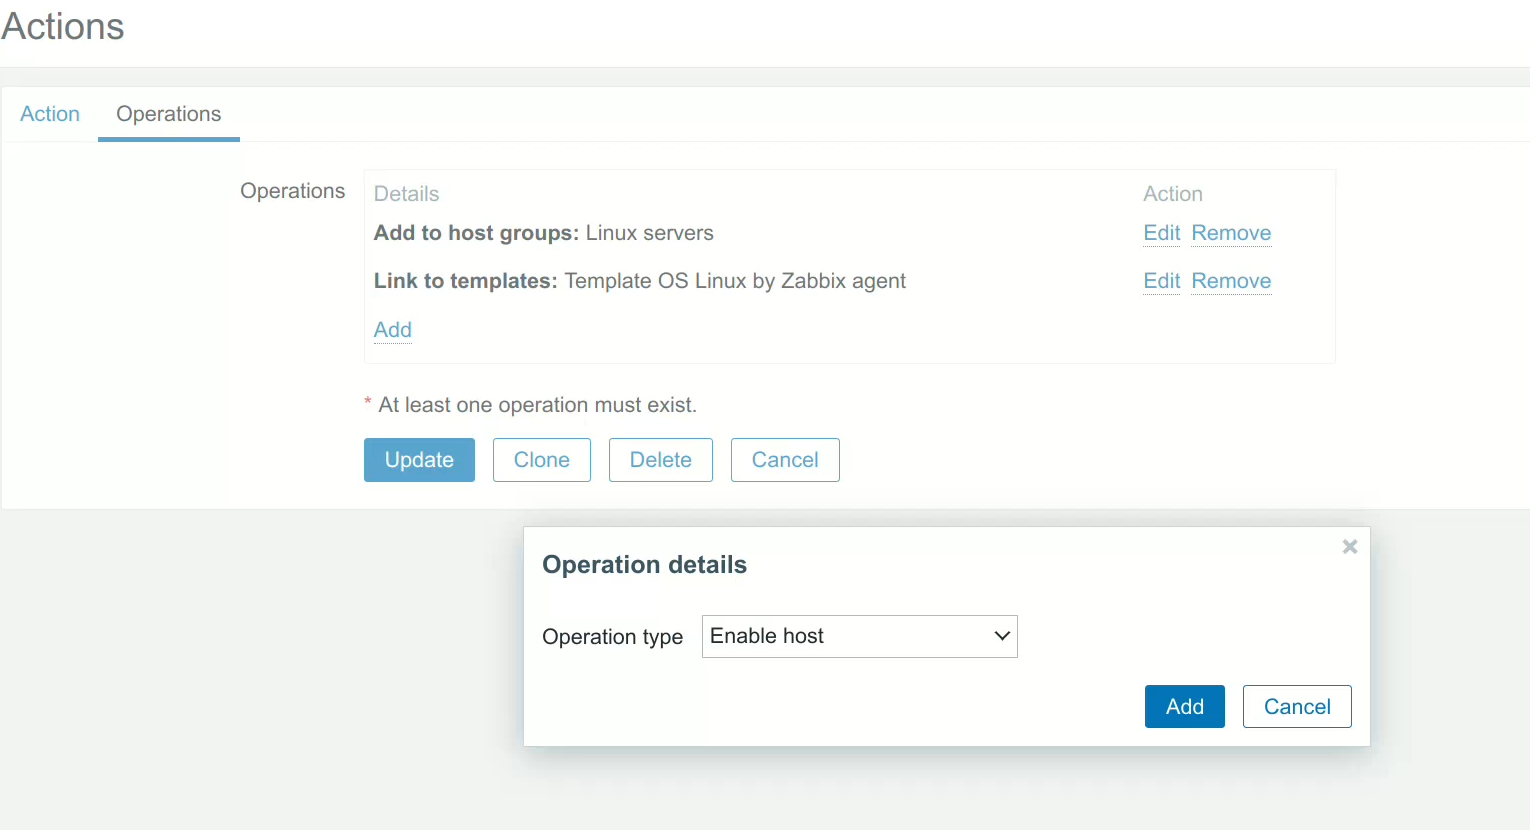 Actions
Action Operations
Operations Details Action
Add to host groups: Linux servers Edit Remove
Link to templates: Template OS Linux by Zabbix agent Edit Remove
Add
* At least one operation must exist.
Update Clone Delete Cancel
Operation details
Operation type Enable host
Add Cancel